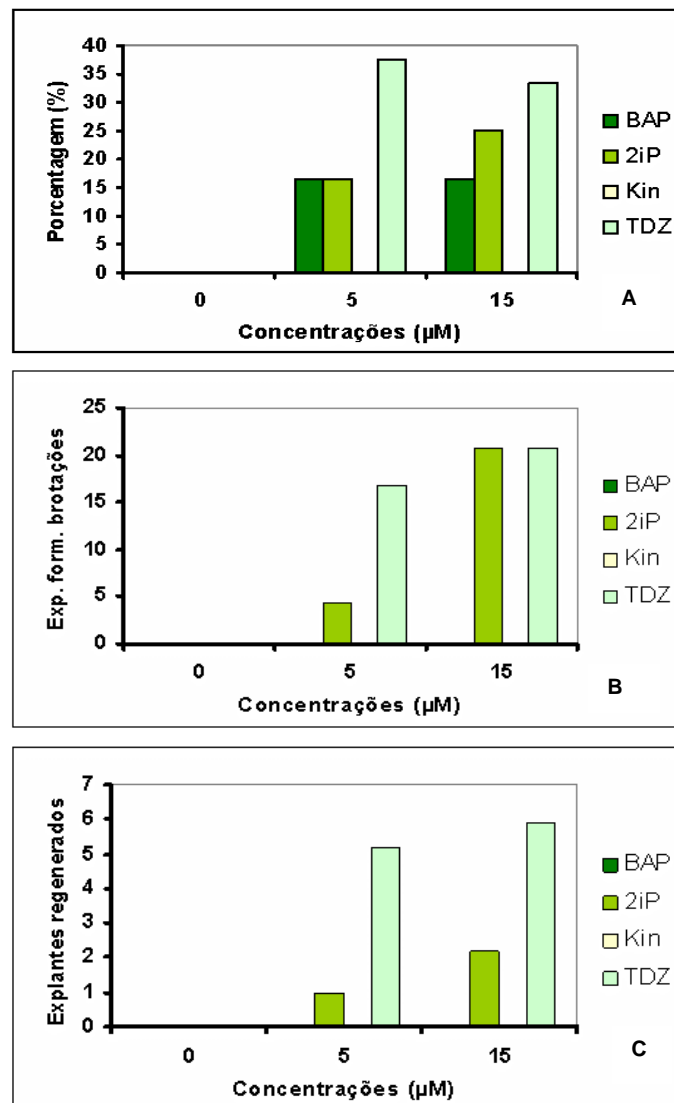 40
35
30
25
20
15
10
5
0
Porcentagem (%)
0 5 15
Concentrações (µM)
BAP
2iP
Kin
TDZ
A
25
20
15
10
5
0
Exp. form. brotações
0 5 15
Concentrações (µM)
BAP
2iP
Kin
TDZ
B
7
6
5
4
3
2
1
0
Explantes regenerados
0 5 15
Concentrações (µM)
BAP
2iP
Kin
TDZ
C